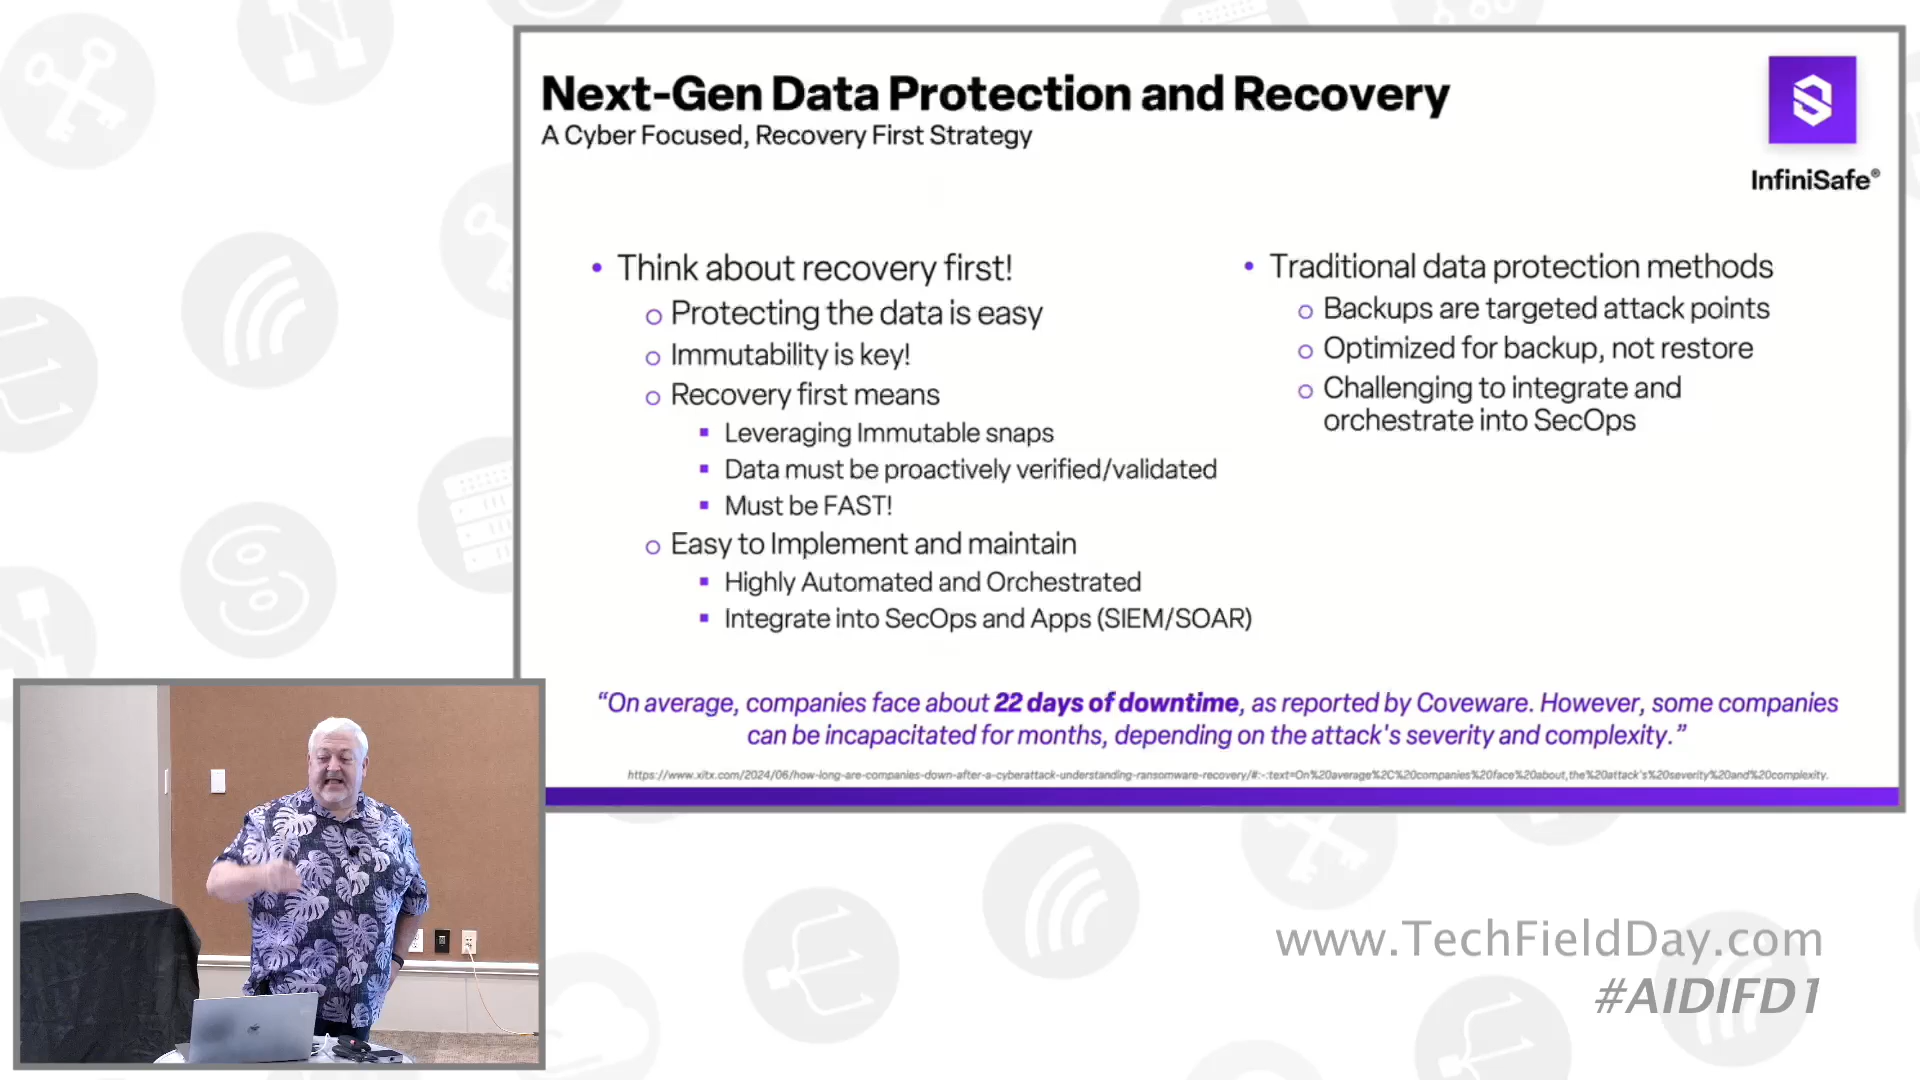 Next-Gen Data Protection and Recovery
A Cyber Focused, Recovery First Strategy
InfiniSafe®
• Think about recovery first!
o Protecting the data is easy
o Immutability is key!
o Recovery first means
▪ Leveraging Immutable snaps
▪ Data must be proactively verified/validated
▪ Must be FAST!
o Easy to Implement and maintain
▪ Highly Automated and Orchestrated
▪ Integrate into SecOps and Apps (SIEM/SOAR)
• Traditional data protection methods
o Backups are targeted attack points
o Optimized for backup, not restore
o Challenging to integrate and
orchestrate into SecOps
“On average, companies face about 22 days of downtime, as reported by Coveware. However, some companies
can be incapacitated for months, depending on the attack's severity and complexity.”
https://www.xitx.com/2024/06/how-long-are-companies-down-after-a-cyberattack-understanding-ransomware-recovery/#:~:text=On%20average%2C%20companies%20face%20about,the%20attack's%20severity%20and%20complexity.
www.TechFieldDay.com
#AIDIFD1